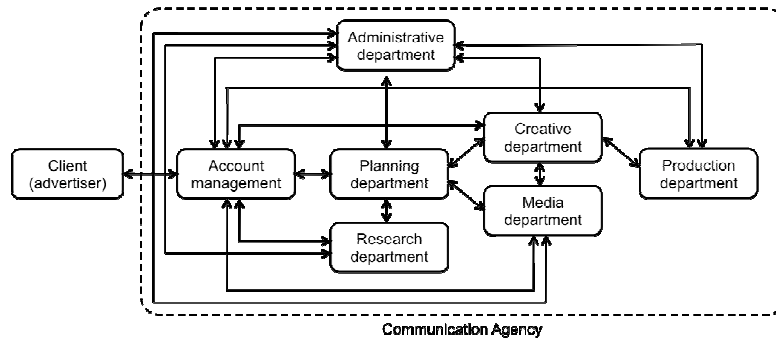 Administrative
department
Creative
department
Client
(advertiser)
Account
management
Planning
department
Production
department
Media
department
Research
department
Communication Agency